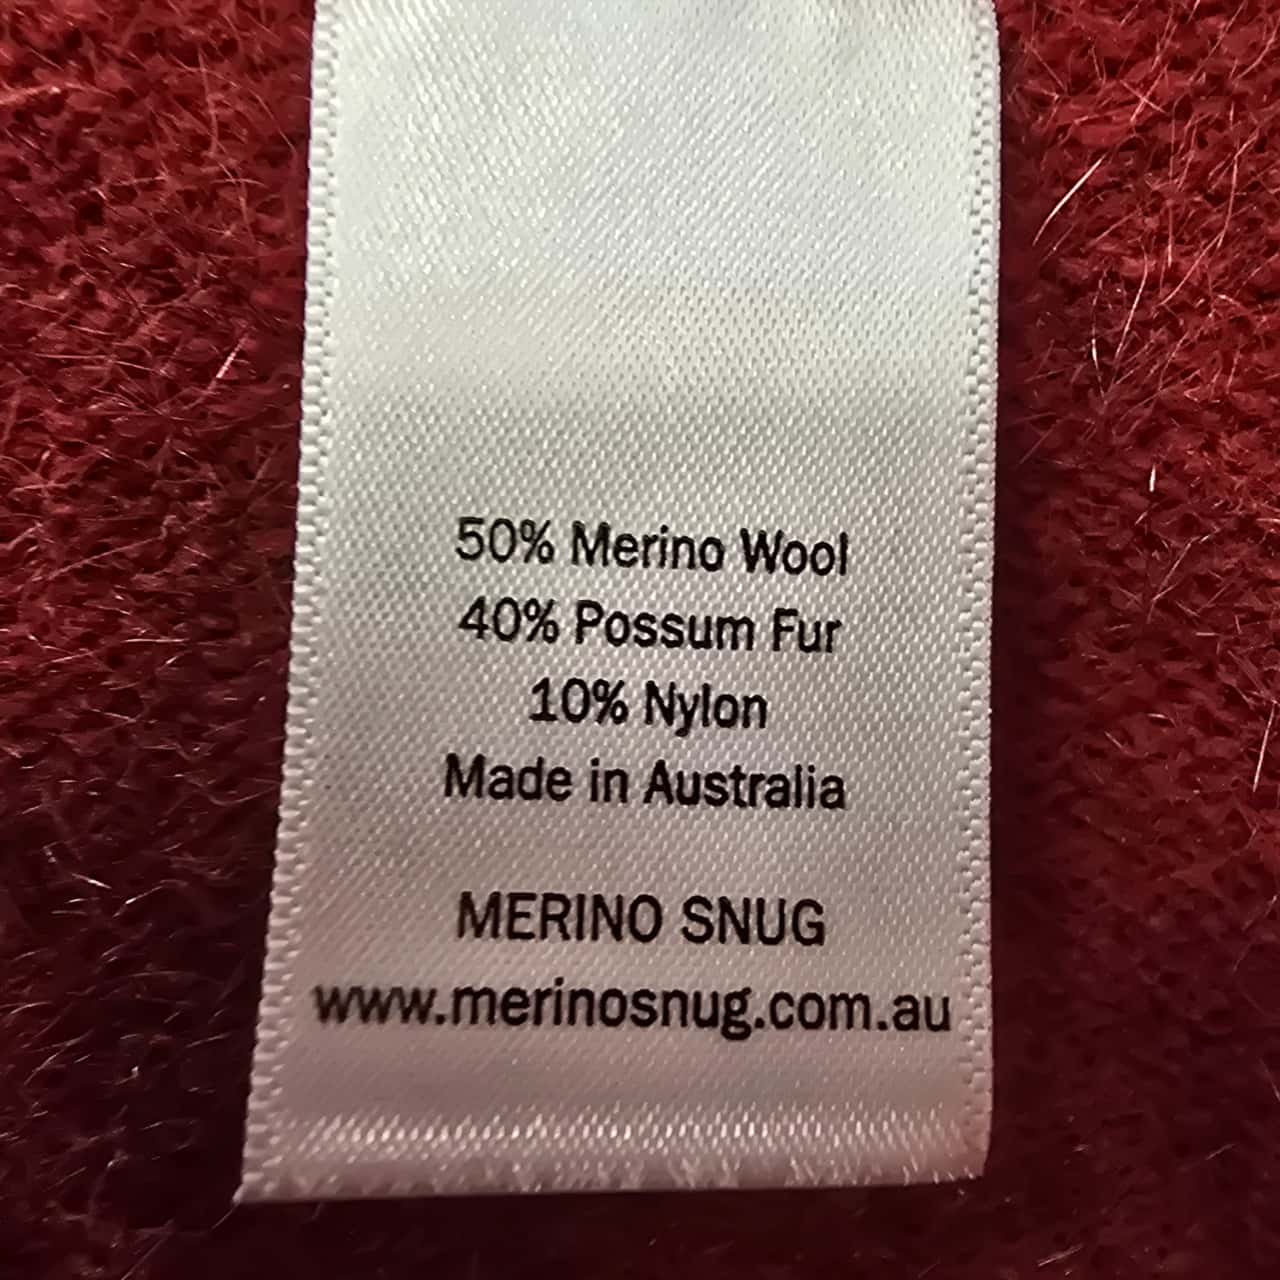 50% Merino Wool
40% Possum Fur
10% Nylon
Made in Australia
MERINO SNUG
www.merinosnug.com.au